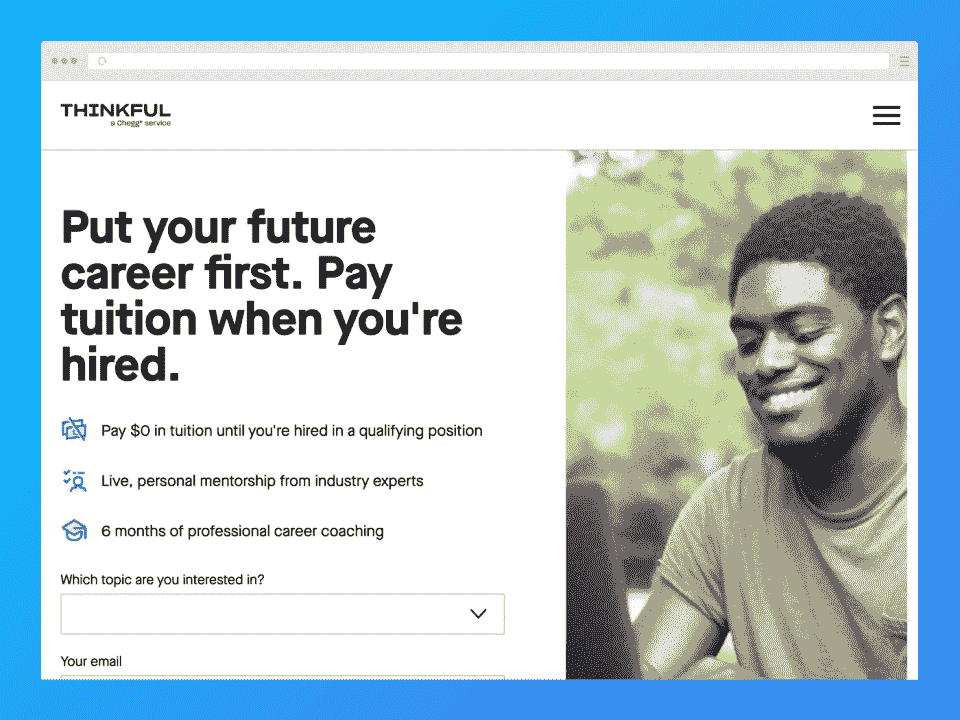 THINKFUL
a Chegg® service
Put your future
career first. Pay
tuition when you're
hired.
Pay $0 in tuition until you're hired in a qualifying position
Live, personal mentorship from industry experts
6 months of professional career coaching
Which topic are you interested in?
Your email